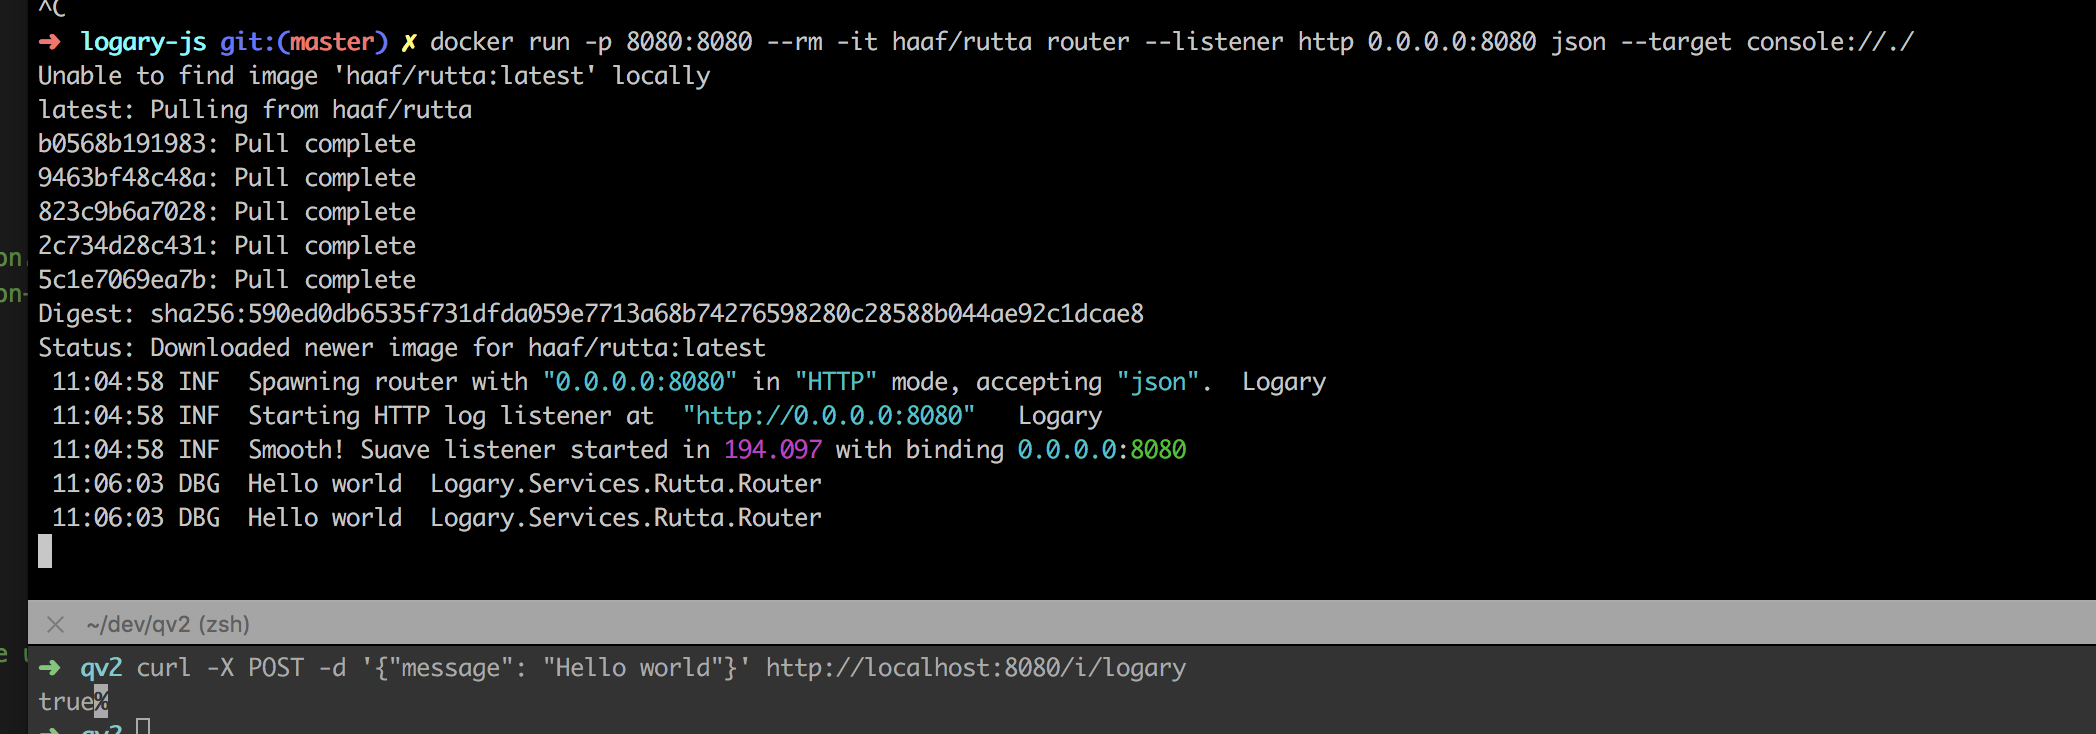 ^C
➜ logary-js git:(master) ✗ docker run -p 8080:8080 --rm -it haaf/rutta router --listener http 0.0.0.0:8080 json --target console://./
Unable to find image 'haaf/rutta:latest' locally
latest: Pulling from haaf/rutta
b0568b191983: Pull complete
9463bf48c48a: Pull complete
823c9b6a7028: Pull complete
2c734d28c431: Pull complete
5c1e7069ea7b: Pull complete
Digest: sha256:590ed0db6535f731dfda059e7713a68b74276598280c28588b044ae92c1dcae8
Status: Downloaded newer image for haaf/rutta:latest
11:04:58 INF Spawning router with "0.0.0.0:8080" in "HTTP" mode, accepting "json". Logary
11:04:58 INF Starting HTTP log listener at "http://0.0.0.0:8080" Logary
11:04:58 INF Smooth! Suave listener started in 194.097 with binding 0.0.0.0:8080
11:06:03 DBG Hello world Logary.Services.Rutta.Router
11:06:03 DBG Hello world Logary.Services.Rutta.Router
~/dev/qv2 (zsh)
➜ qv2 curl -X POST -d '{"message": "Hello world"}' http://localhost:8080/i/logary
true%
➜ qv2